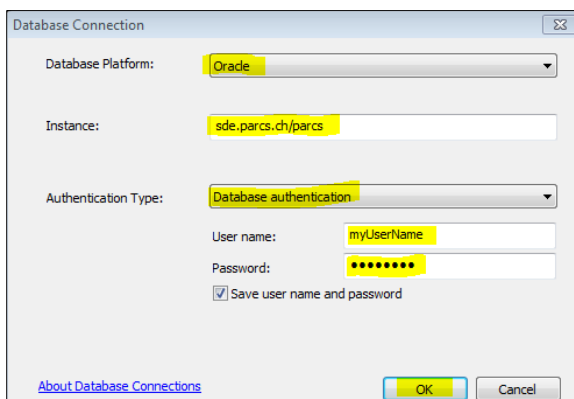 Database Connection
Database Platform: Oracle
Instance: sde.parcs.ch/parcs
Authentication Type: Database authentication
User name: myUserName
Password: ●●●●●●●●
Save user name and password
About Database Connections OK Cancel